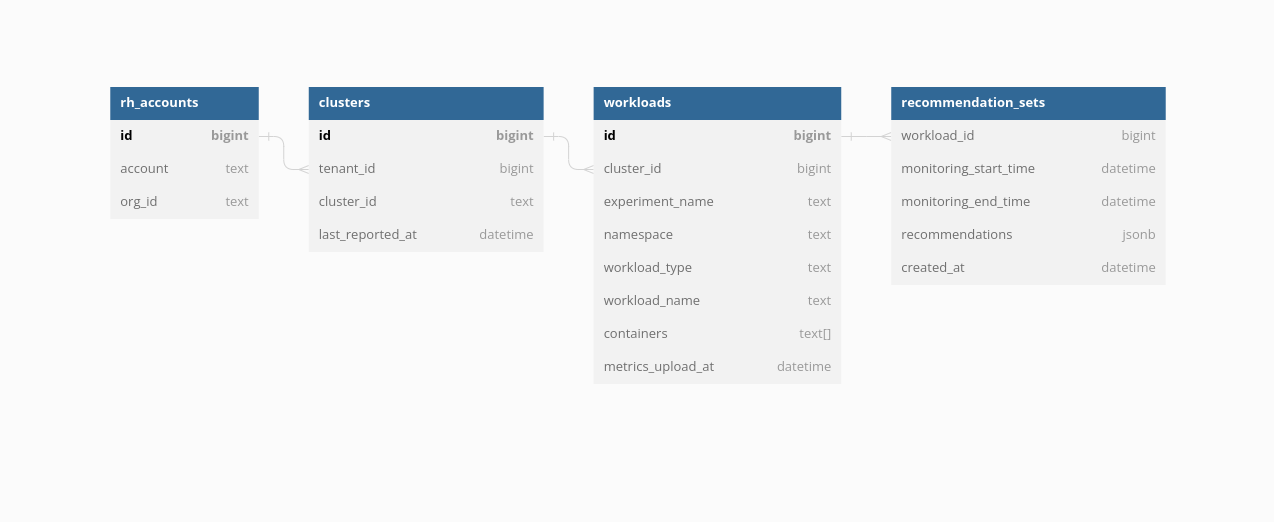 rh_accounts
id bigint
account text
org_id text
clusters
id bigint
tenant_id bigint
cluster_id text
last_reported_at datetime
workloads
id bigint
cluster_id bigint
experiment_name text
namespace text
workload_type text
workload_name text
containers text[]
metrics_upload_at datetime
recommendation_sets
workload_id bigint
monitoring_start_time datetime
monitoring_end_time datetime
recommendations jsonb
created_at datetime